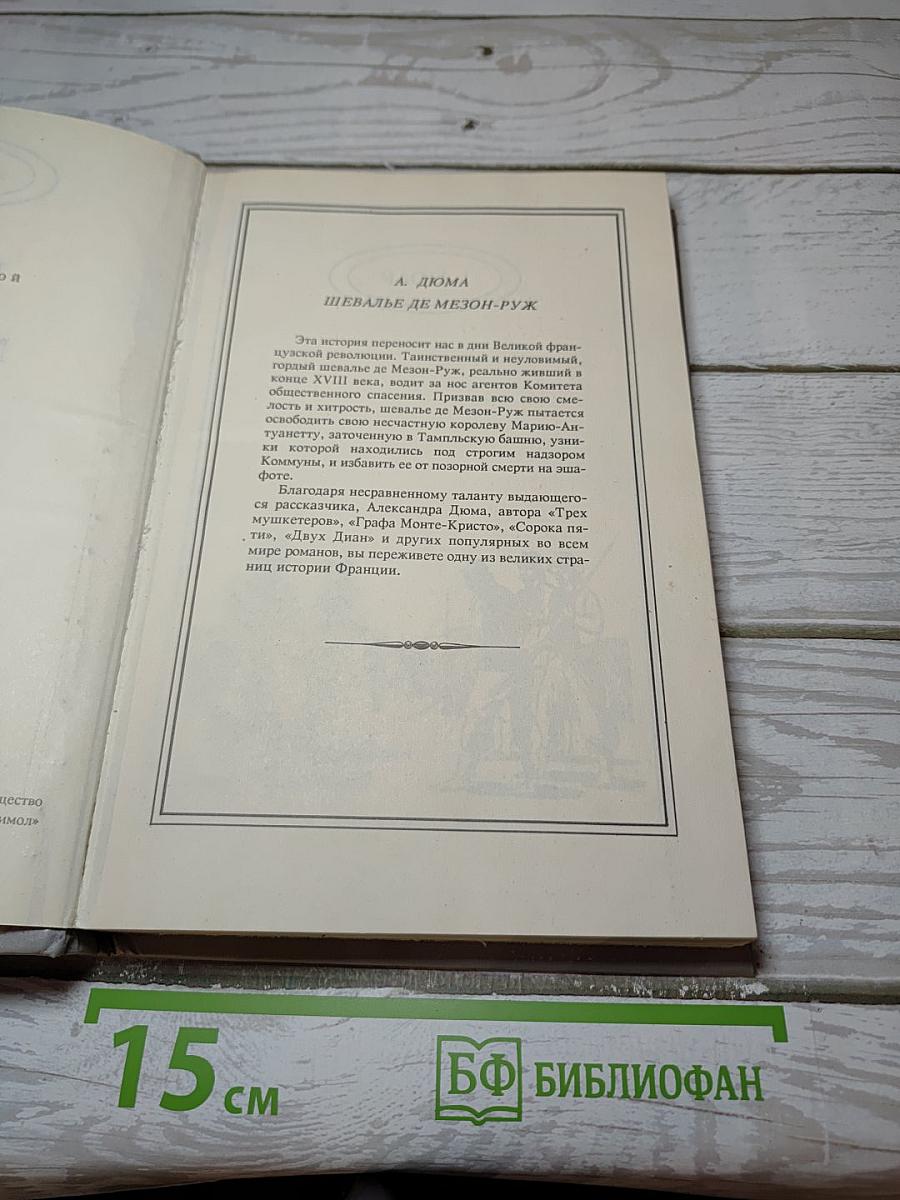 ой
щество
имол»
А. ДЮМА
ШЕВАЛЬЕ ДЕ МЕЗОН-РУЖ
Эта история переносит нас в дни Великой фран-
цузской революции. Таинственный и неуловимый,
гордый шевалье де Мезон-Руж, реально живший в
конце XVIII века, водит за нос агентов Комитета
общественного спасения. Призвав всю свою сме-
лость и хитрость, шевалье де Мезон-Руж пытается
освободить свою несчастную королеву Марию-Ан-
туанетту, заточенную в Тампльскую башню, узни-
ки которой находились под строгим надзором
Коммуны, и избавить ее от позорной смерти на эша-
фоте.
Благодаря несравненному таланту выдающего-
ся рассказчика, Александра Дюма, автора «Трех
мушкетеров», «Графа Монте-Кристо», «Сорока пя-
ти», «Двух Диан» и других популярных во всем
мире романов, вы переживете одну из великих стра-
ниц истории Франции.
15 см
БФ БИБЛИОФАН